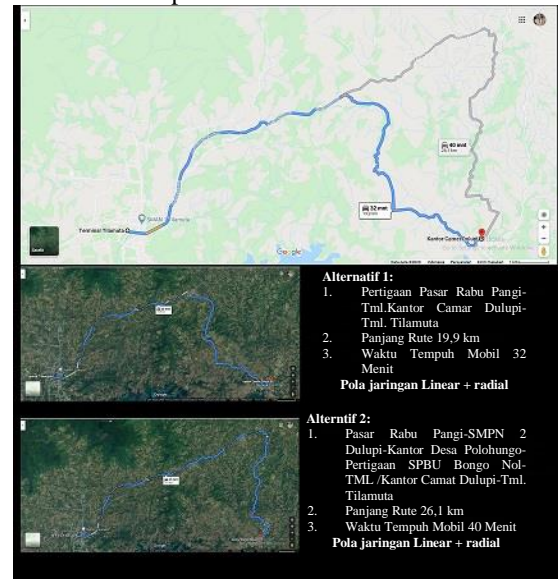 40 mnt
32 mnt
Terminal Tilamuta
Kantor Camat Dulupi
Google
Alternatif 1:
1. Pertigaan Pasar Rabu Pangi-
Tml.Kantor Camar Dulupi-
Tml. Tilamuta
2. Panjang Rute 19,9 km
3. Waktu Tempuh Mobil 32
Menit
Pola jaringan Linear + radial
Alterntif 2:
1. Pasar Rabu Pangi-SMPN 2
Dulupi-Kantor Desa Polohungo-
Pertigaan SPBU Bongo Nol-
TML /Kantor Camat Dulupi-Tml.
Tilamuta
2. Panjang Rute 26,1 km
3. Waktu Tempuh Mobil 40 Menit
Pola jaringan Linear + radial